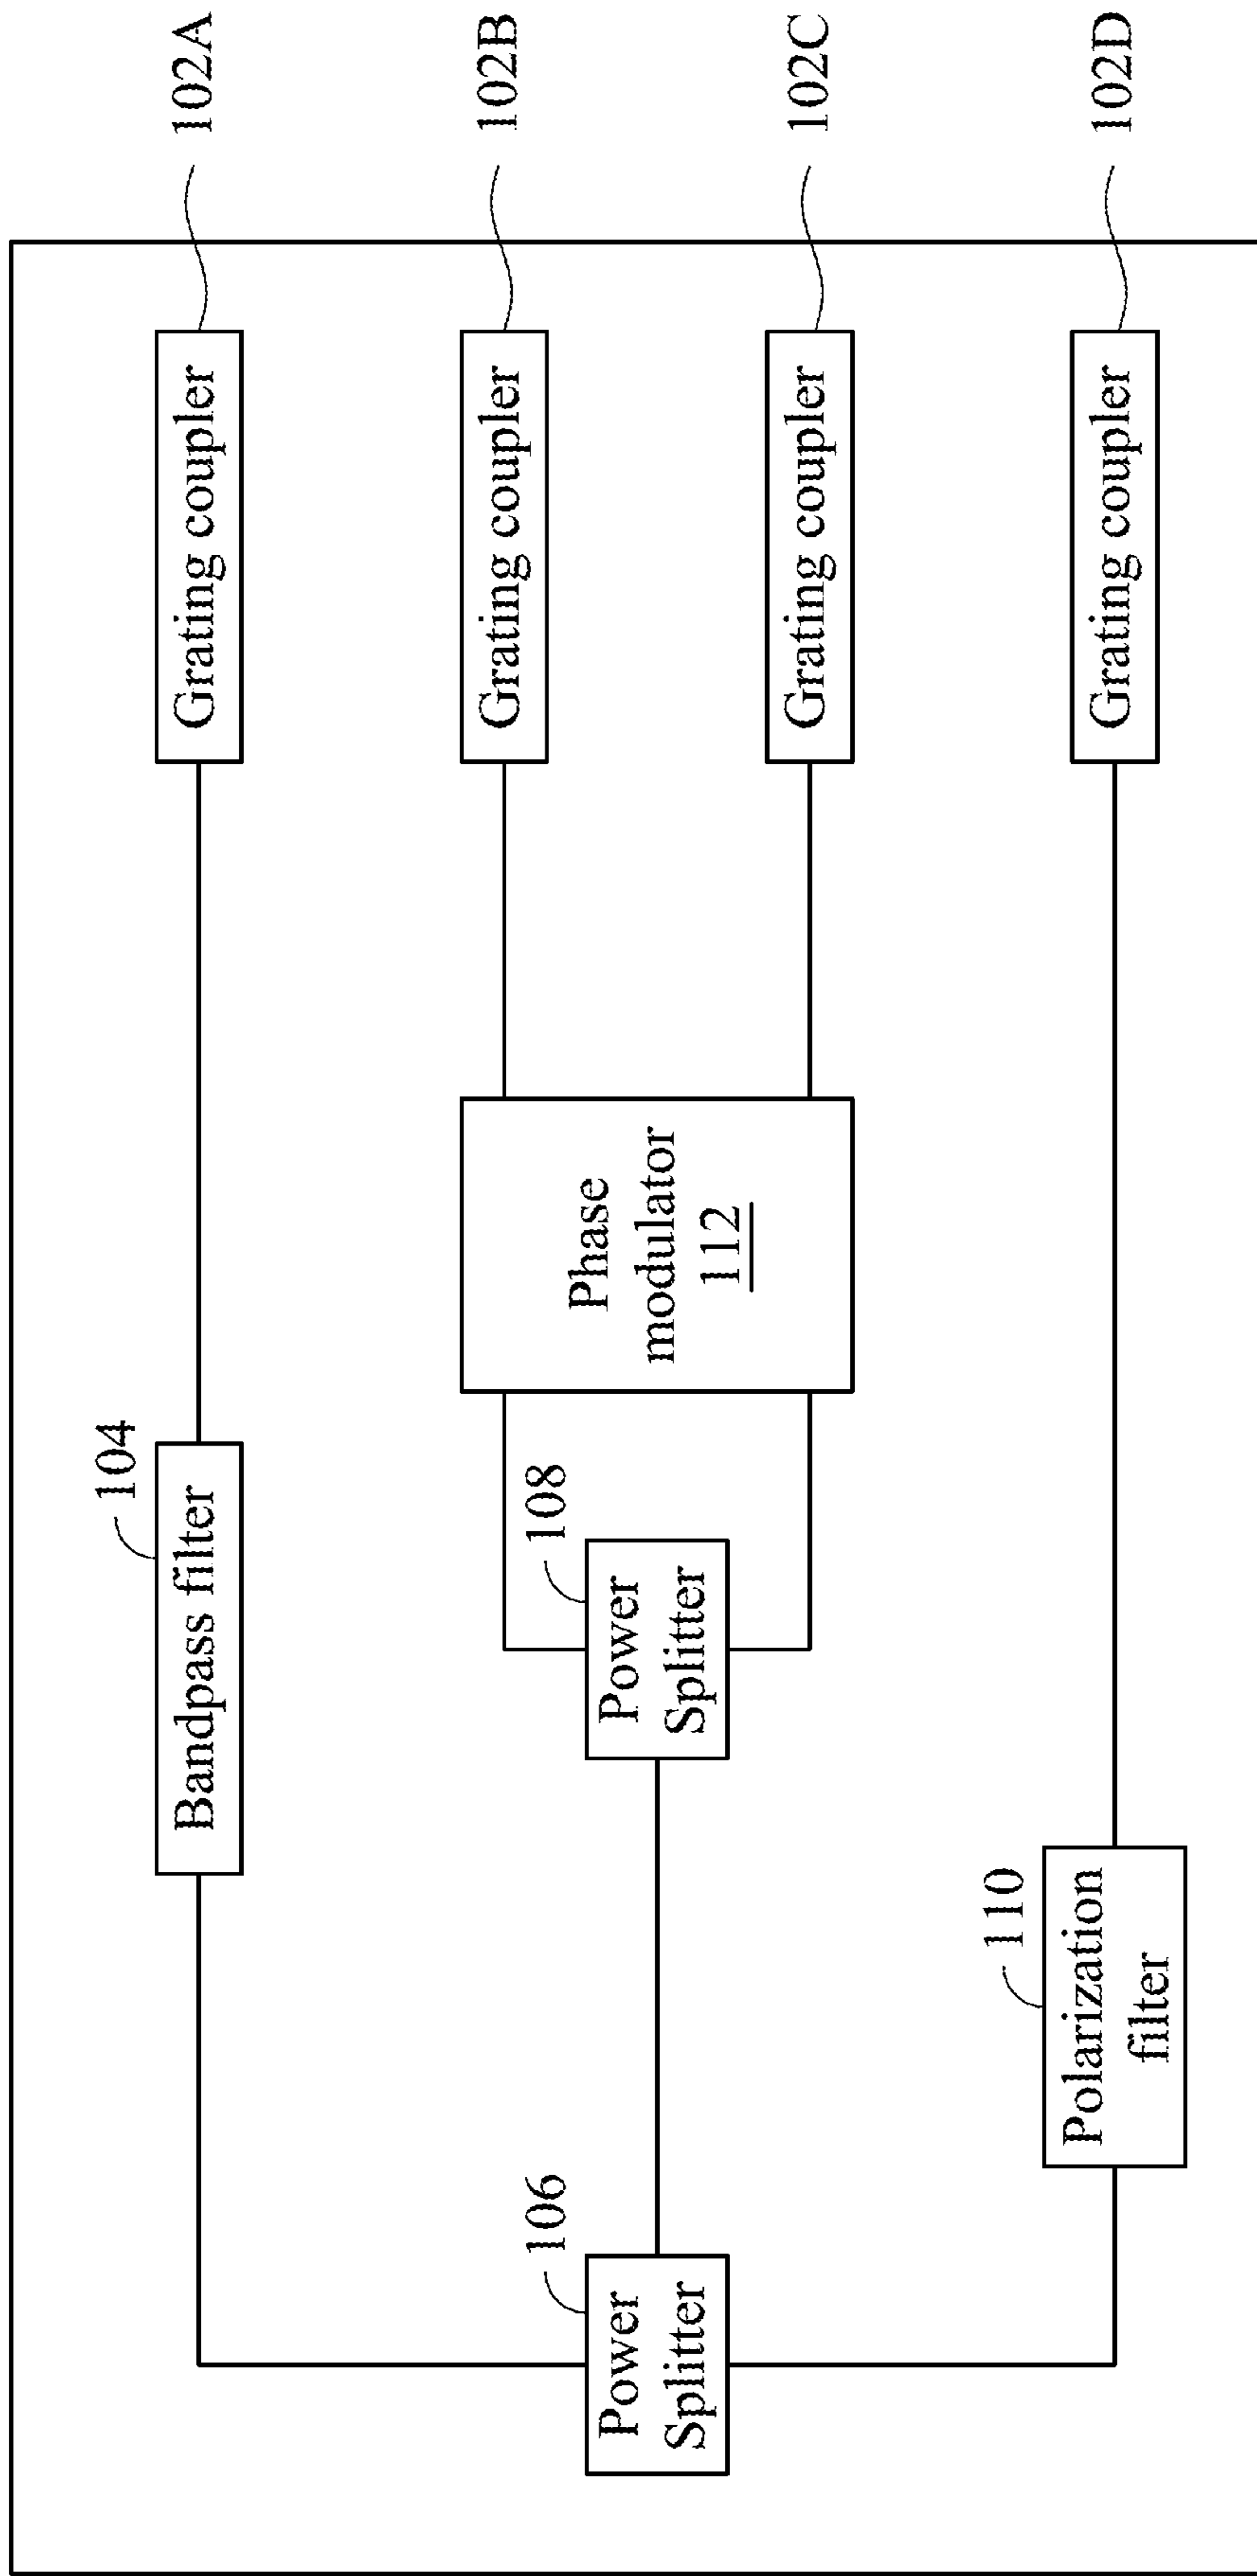 102A
102B
102C
102D
Grating coupler
Grating coupler
Grating coupler
Grating coupler
Phase
modulator
112
104
Bandpass filter
108
Power
Splitter
110
Polarization
filter
106
Power
Splitter